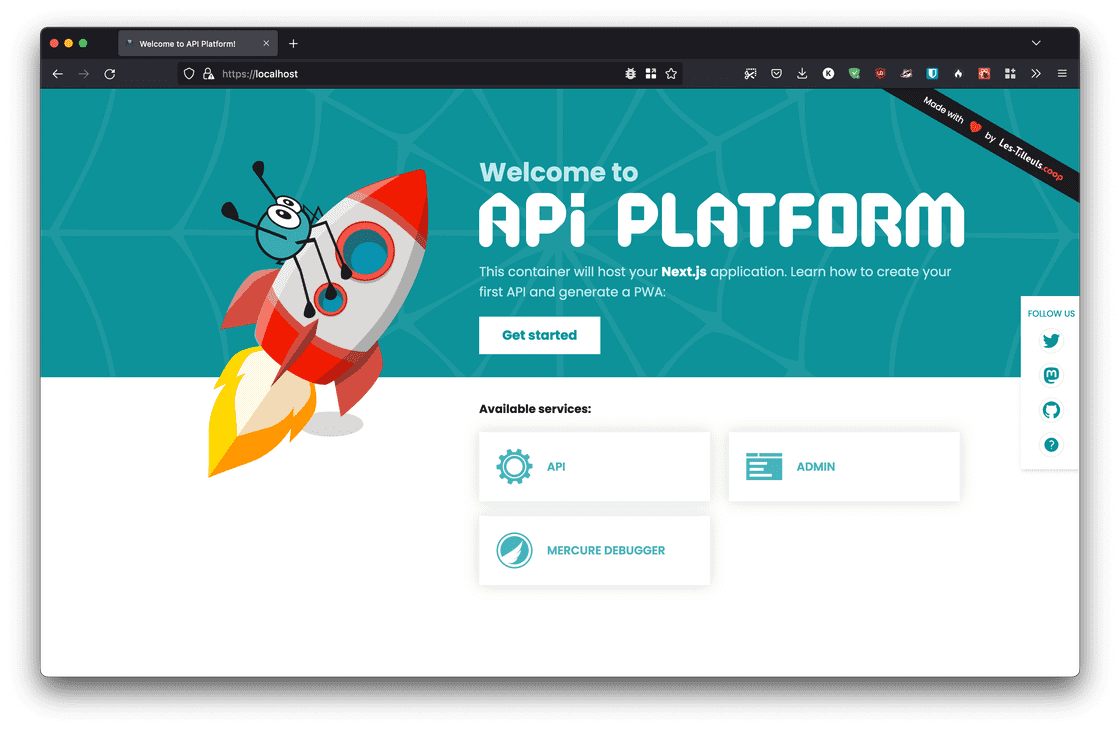 Welcome to API Platform!
https://localhost
Made with ❤ by Les-Tilleuls.coop
Welcome to
API PLATFORM
This container will host your Next.js application. Learn how to create your
first API and generate a PWA:
Get started
FOLLOW US
Available services:
API
ADMIN
MERCURE DEBUGGER